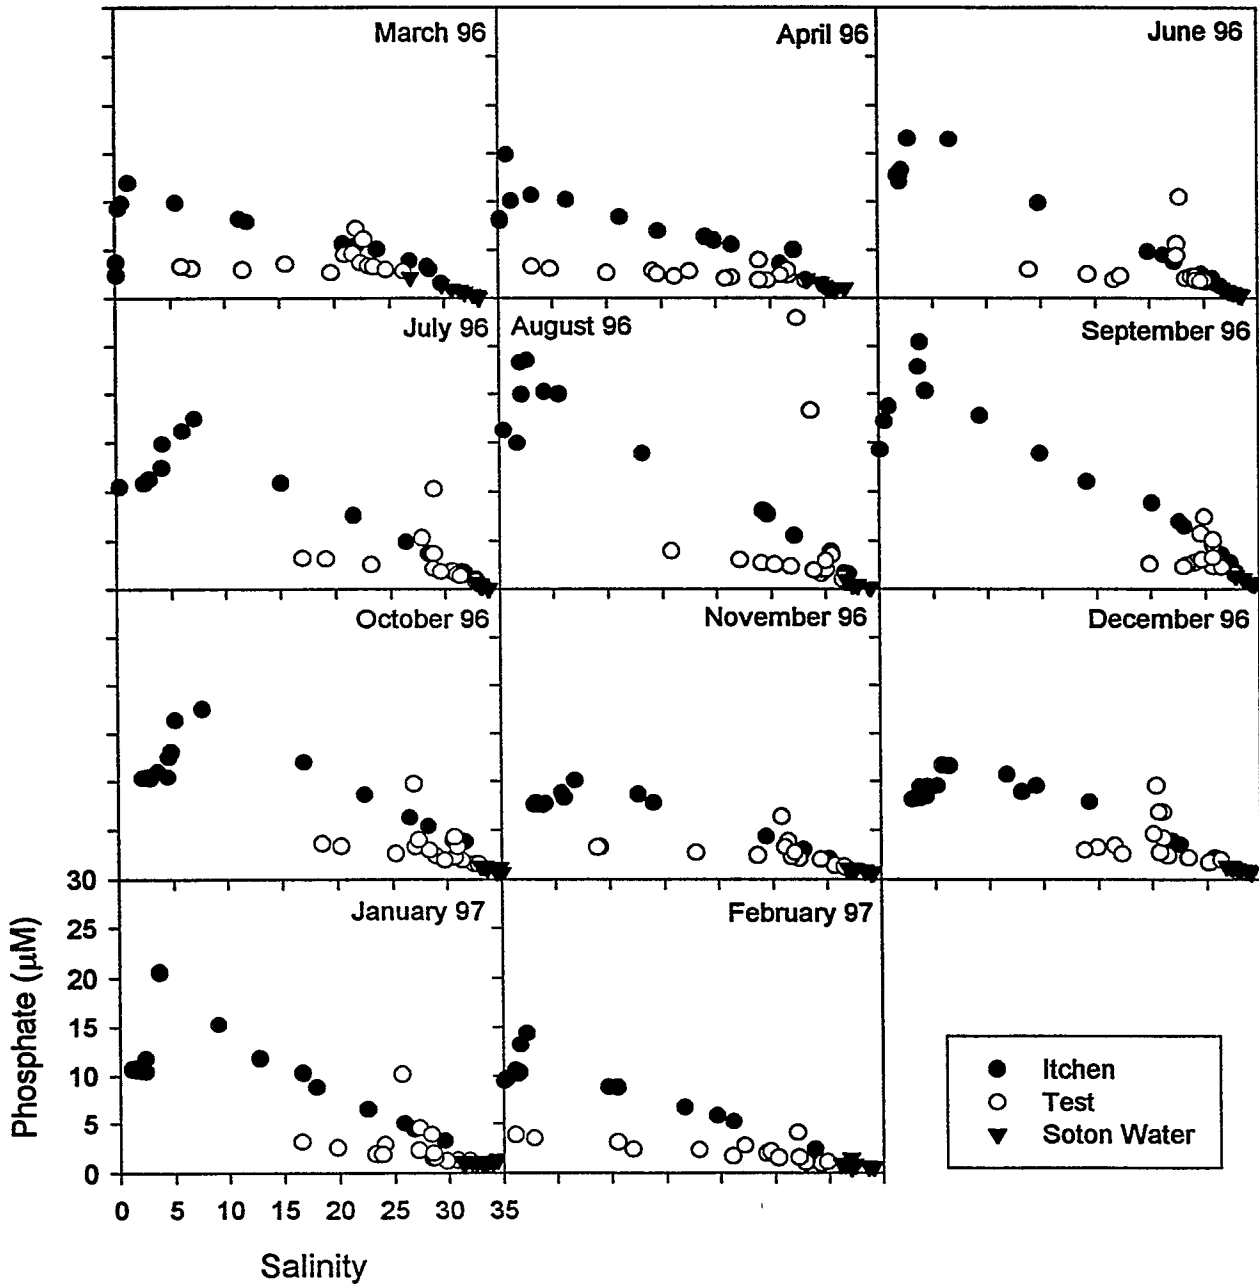 March 96
April 96
June 96
July 96
August 96
September 96
October 96
November 96
December 96
January 97
February 97
30
25
20
15
10
5
0
Phosphate (μM)
0 5 10 15 20 25 30 35
Salinity
Itchen
Test
Soton Water